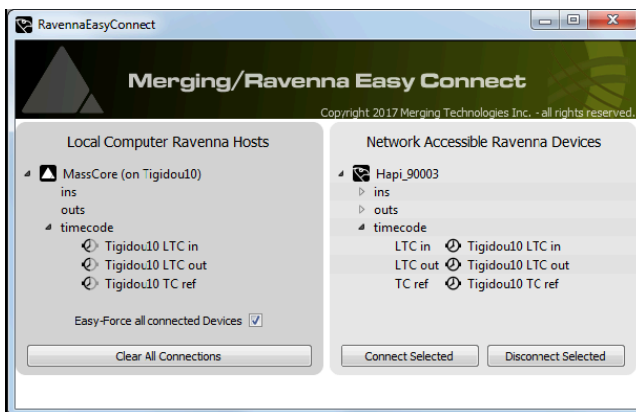 RavennaEasyConnect
Merging/Ravenna Easy Connect
Copyright 2017 Merging Technologies Inc. - all rights reserved.
Local Computer Ravenna Hosts
MassCore (on Tigidou10)
ins
outs
timecode
Tigidou10 LTC in
Tigidou10 LTC out
Tigidou10 TC ref
Easy-Force all connected Devices
Clear All Connections
Network Accessible Ravenna Devices
Hapi_90003
ins
outs
timecode
LTC in Tigidou10 LTC in
LTC out Tigidou10 LTC out
TC ref Tigidou10 TC ref
Connect Selected Disconnect Selected